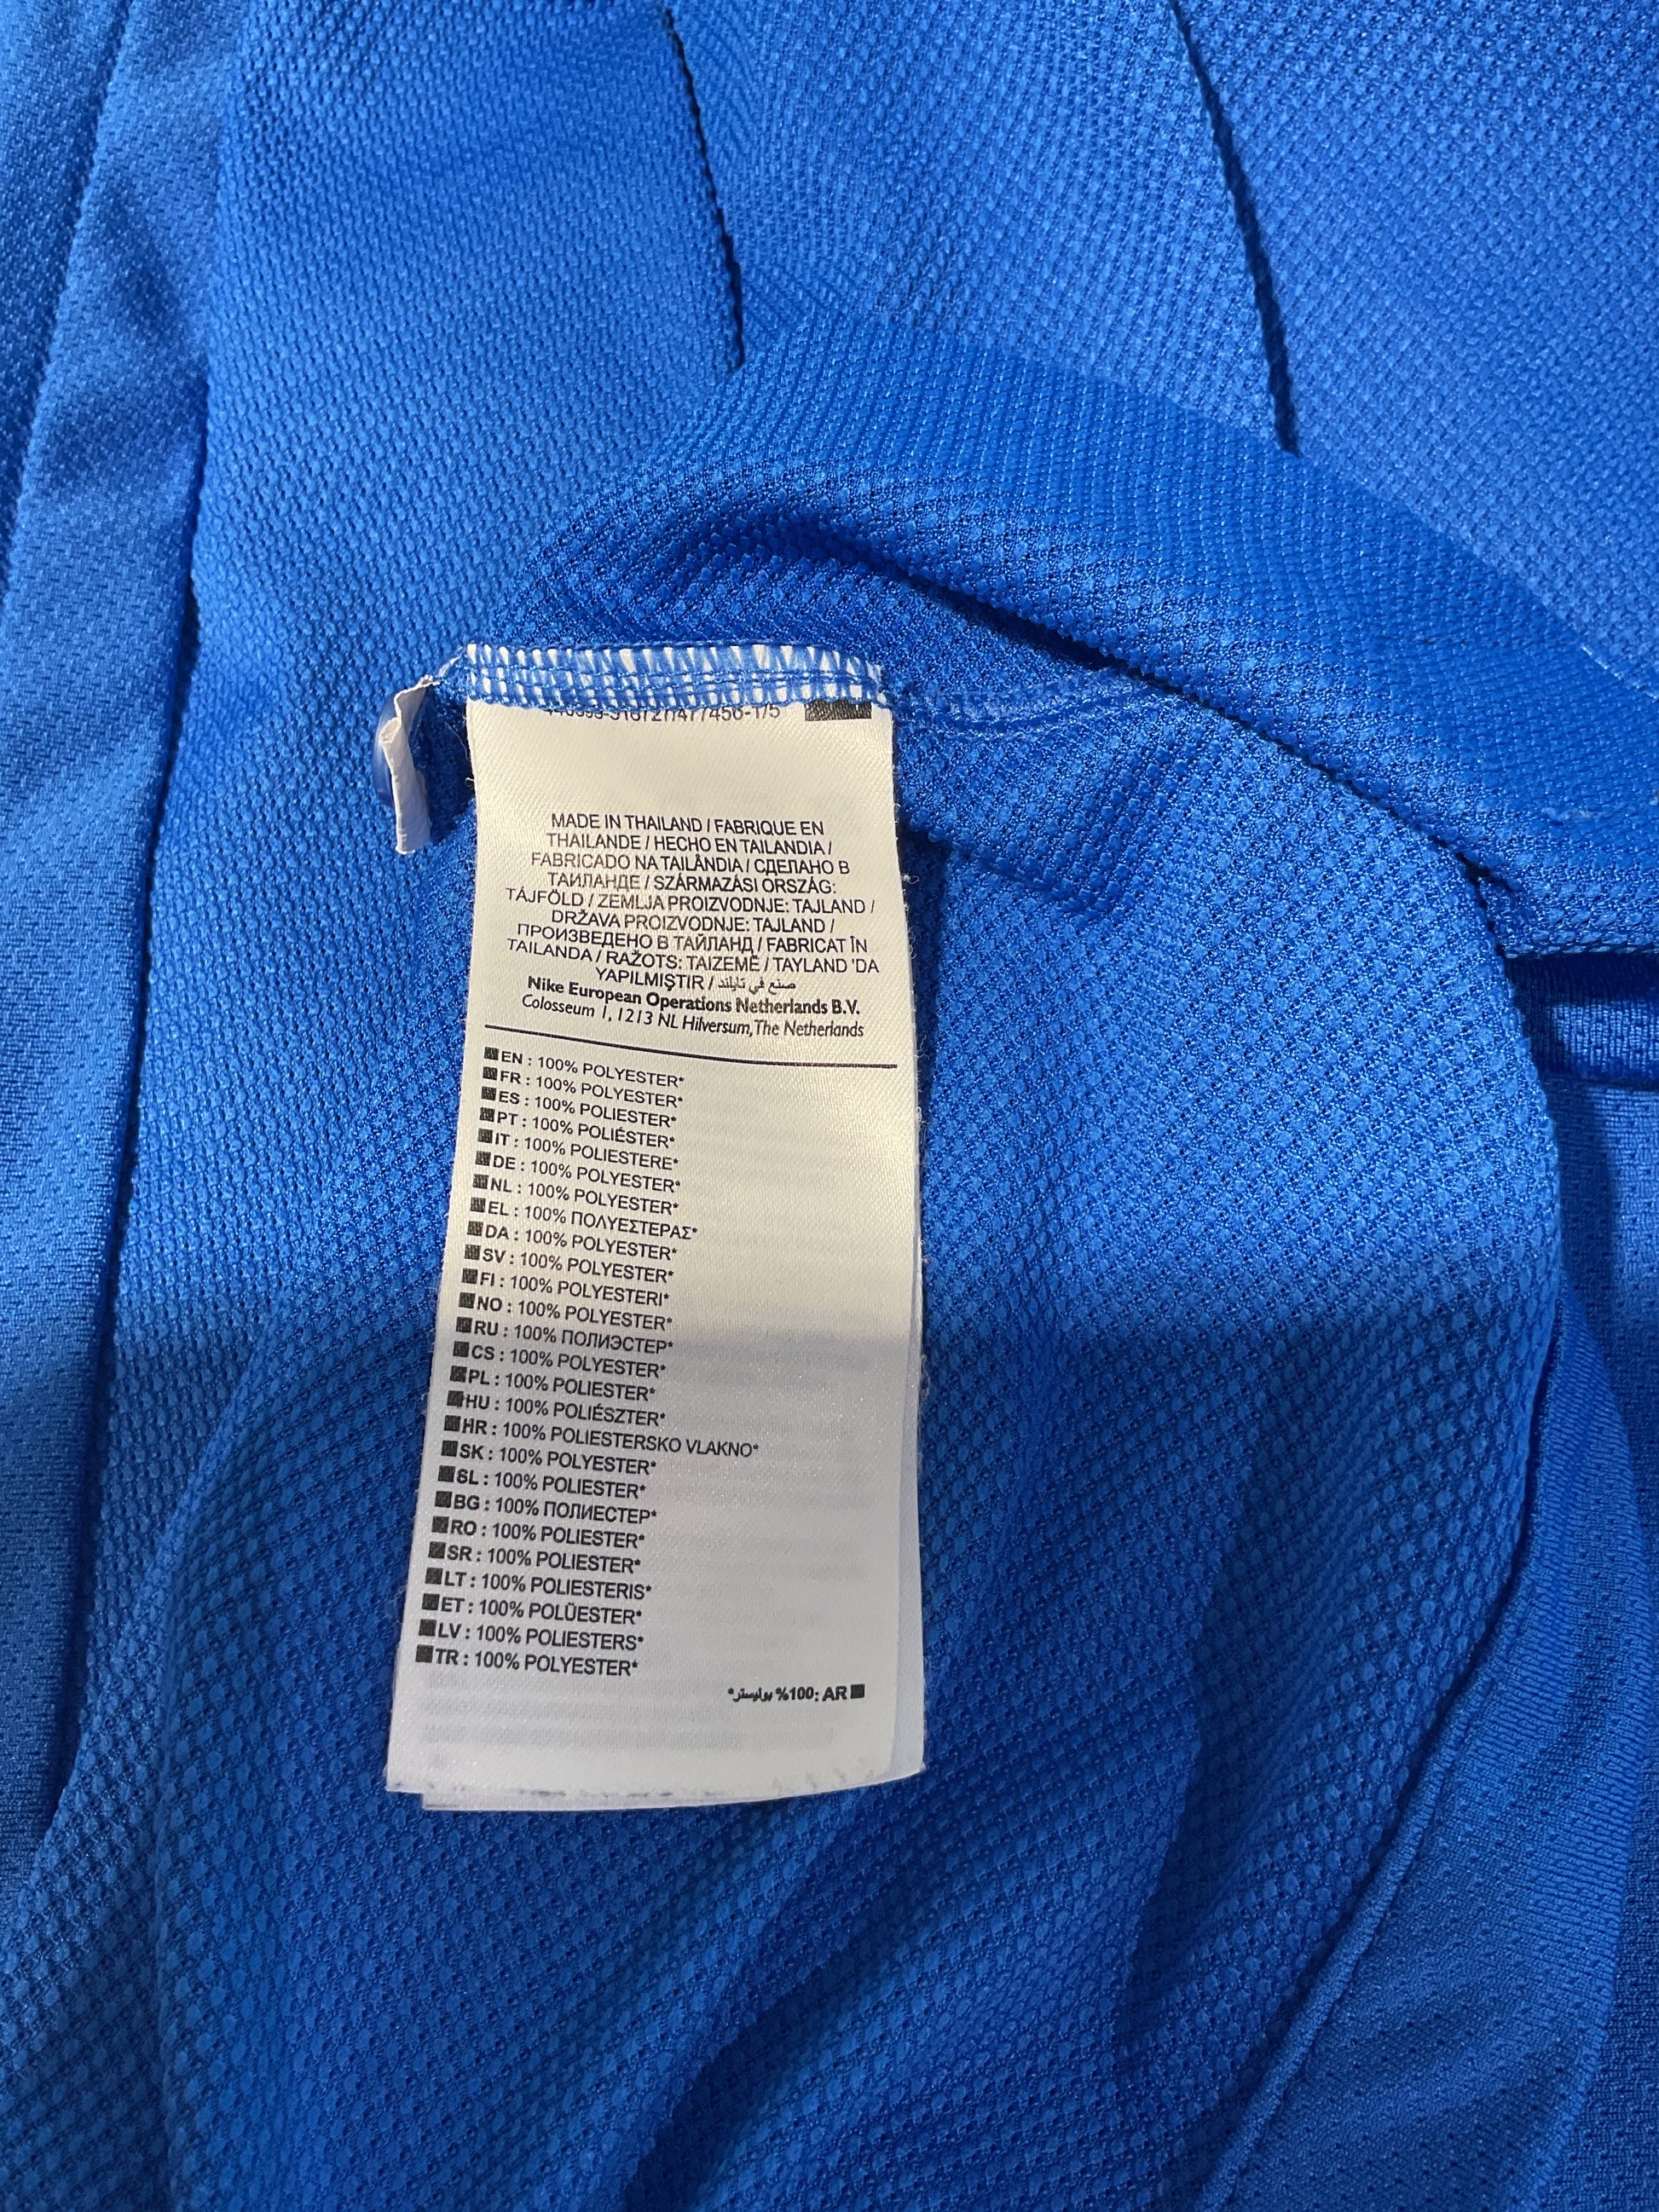 MADE IN THAILAND / FABRIQUE EN
THAILANDE / HECHO EN TAILANDIA /
FABRICADO NA TAILÂNDIA / СДЕЛАНО В
ТАИЛАНДЕ / SZÁRMAZÁSI ORSZÁG:
TÁJFÖLD / ZEMLJA PROIZVODNJE: TAJLAND /
DRŽAVA PROIZVODNJE: TAJLAND /
ПРОИЗВЕДЕНО В ТАЙЛАНД / FABRICAT ÎN
TAILANDA / RAŽOTS: TAIZEMĒ / TAYLAND 'DA
YAPILMIŞTIR / صنع في تايلند
Nike European Operations Netherlands B.V.
Colosseum 1, 1213 NL Hilversum, The Netherlands
EN : 100% POLYESTER*
FR : 100% POLYESTER*
ES : 100% POLIESTER*
PT : 100% POLIÉSTER*
IT : 100% POLIESTERE*
DE : 100% POLYESTER*
NL : 100% POLYESTER*
EL : 100% ΠΟΛΥΕΣΤΕΡΑΣ*
DA : 100% POLYESTER*
SV : 100% POLYESTER*
FI : 100% POLYESTERI*
NO : 100% POLYESTER*
RU : 100% ПОЛИЭСТЕР*
CS : 100% POLYESTER*
PL : 100% POLIESTER*
HU : 100% POLIÉSZTER*
HR : 100% POLIESTERSKO VLAKNO*
SK : 100% POLYESTER*
SL : 100% POLIESTER*
BG : 100% ПОЛИЕСТЕР*
RO : 100% POLIESTER*
SR : 100% POLIESTER*
LT : 100% POLIESTERIS*
ET : 100% POLÜESTER*
LV : 100% POLIESTERS*
TR : 100% POLYESTER*
AR :100% بوليستر*